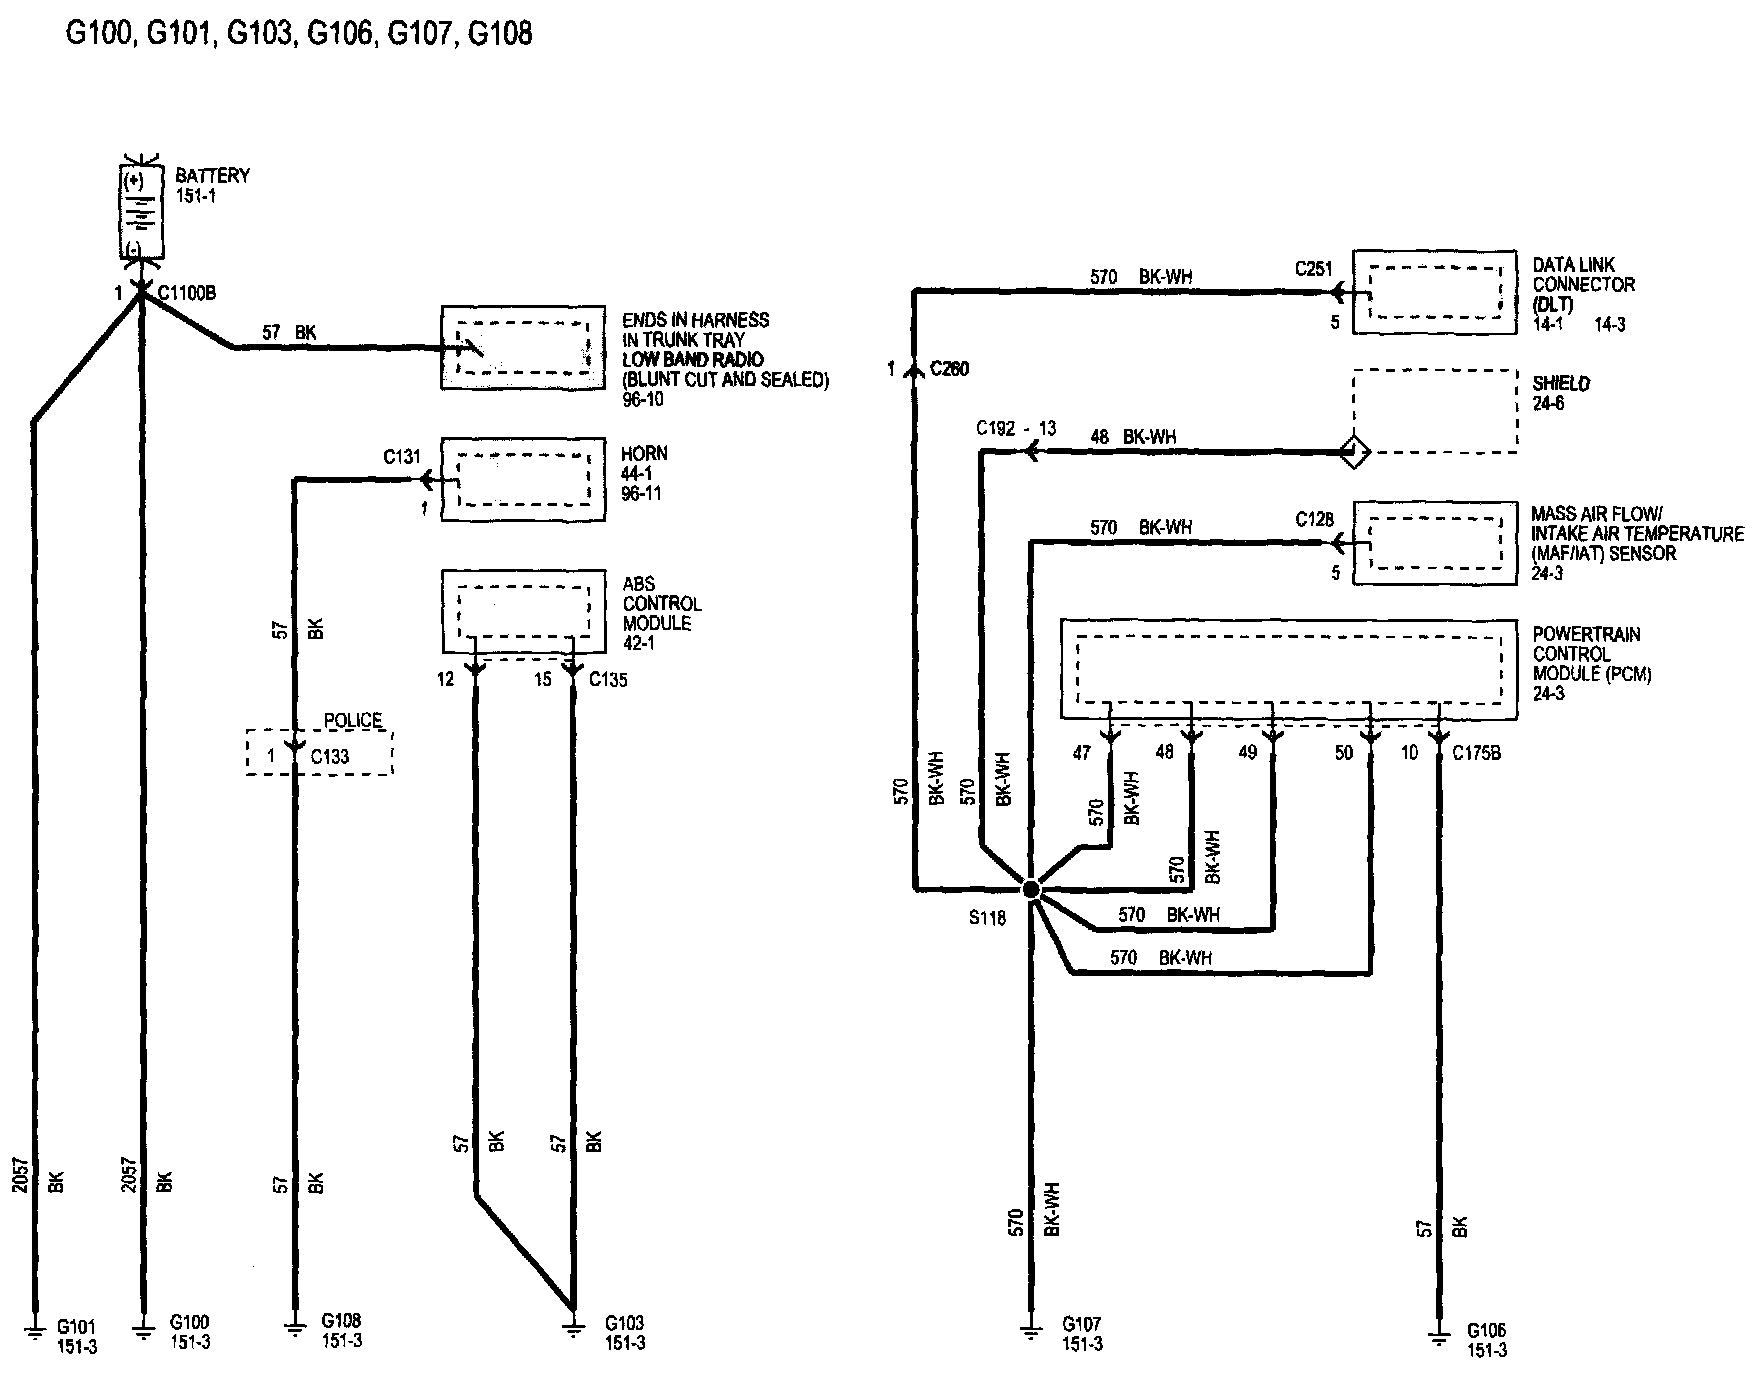 G100, G101, G103, G106, G107, G108
(+)
(-)
BATTERY
151-1
1
C1100B
57 BK
ENDS IN HARNESS
IN TRUNK TRAY
LOW BAND RADIO
(BLUNT CUT AND SEALED)
96-10
C131
1
HORN
44-1
96-11
57
BK
ABS
CONTROL
MODULE
42-1
12
15
C135
POLICE
1
C133
57
BK
57
BK
2057
BK
2057
BK
57
BK
G101
151-3
G100
151-3
G108
151-3
G103
151-3
570 BK-WH
C251
5
DATA LINK
CONNECTOR
(DLT)
14-1 14-3
1
C260
SHIELD
24-6
C192 - 13
48 BK-WH
570 BK-WH
C128
5
MASS AIR FLOW/
INTAKE AIR TEMPERATURE
(MAF/IAT) SENSOR
24-3
POWERTRAIN
CONTROL
MODULE (PCM)
24-3
47
48
49
50
10
C175B
570
BK-WH
570
BK-WH
570
BK-WH
570
BK-WH
S118
570 BK-WH
570 BK-WH
570
BK-WH
57
BK
G107
151-3
G106
151-3